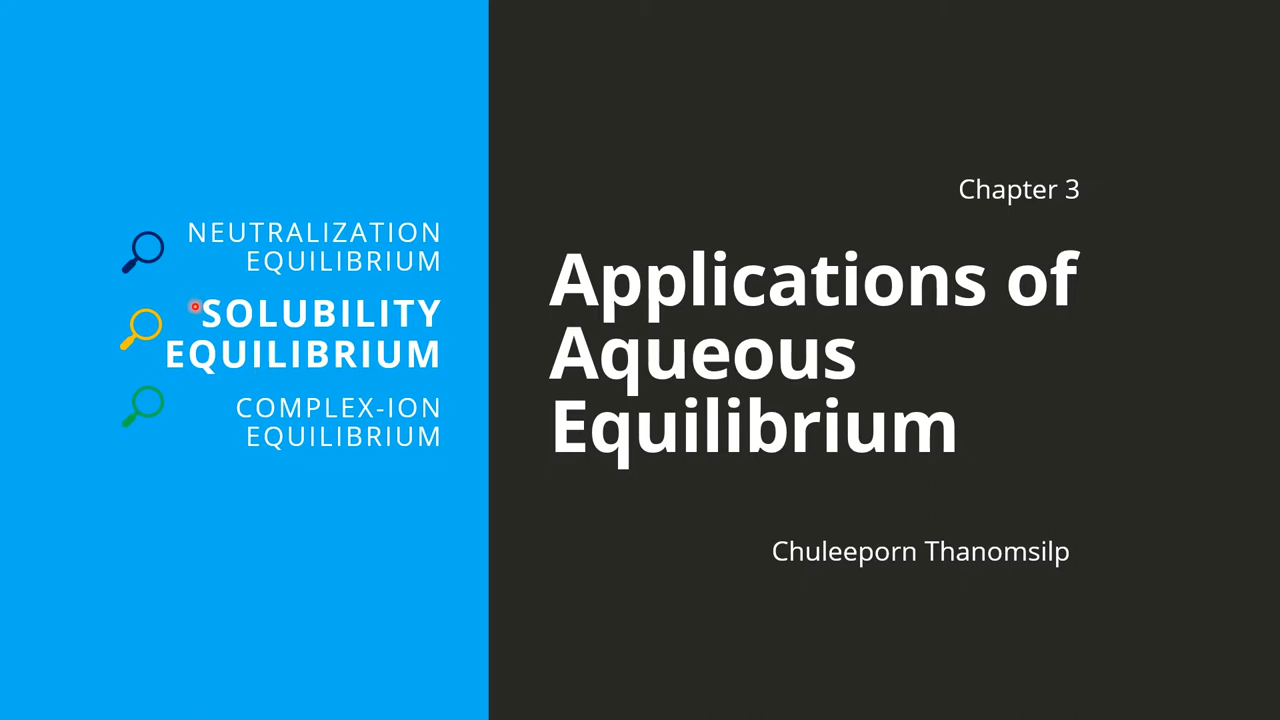 NEUTRALIZATION
EQUILIBRIUM
SOLUBILITY
EQUILIBRIUM
COMPLEX-ION
EQUILIBRIUM
Chapter 3
Applications of
Aqueous
Equilibrium
Chuleeporn Thanomsilp